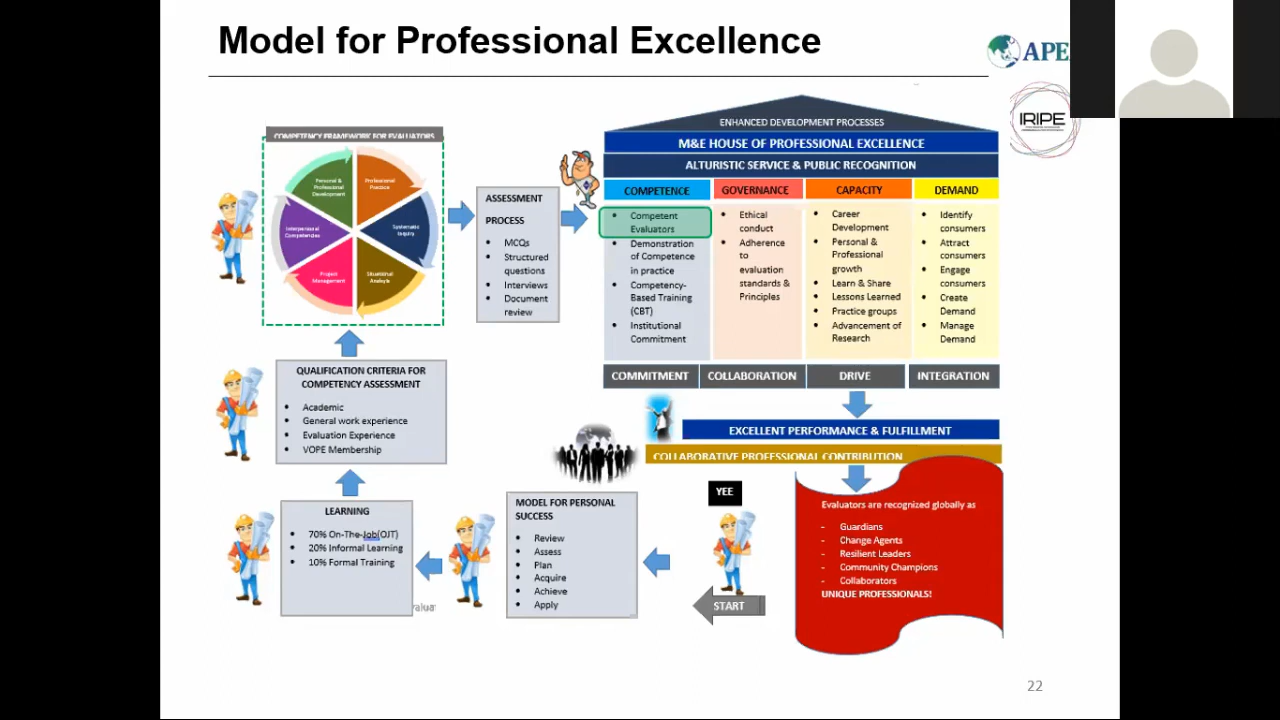 Model for Professional Excellence
APE
IRIPE
COMPETENCY FRAMEWORK FOR EVALUATORS
Personal &
Professional
Development
Professional
Practice
Interpersonal
Competencies
Systematic
Inquiry
Project
Management
Situational
Analysis
ASSESSMENT
PROCESS
• MCQs
• Structured
questions
• Interviews
• Document
review
ENHANCED DEVELOPMENT PROCESSES
M&E HOUSE OF PROFESSIONAL EXCELLENCE
ALTURISTIC SERVICE & PUBLIC RECOGNITION
COMPETENCE
• Competent
Evaluators
• Demonstration
of Competence
in practice
• Competency-
Based Training
(CBT)
• Institutional
Commitment
GOVERNANCE
• Ethical
conduct
• Adherence
to
evaluation
standards &
Principles
CAPACITY
• Career
Development
• Personal &
Professional
growth
• Learn & Share
• Lessons Learned
• Practice groups
• Advancement of
Research
DEMAND
• Identify
consumers
• Attract
consumers
• Engage
consumers
• Create
Demand
• Manage
Demand
COMMITMENT
COLLABORATION
DRIVE
INTEGRATION
QUALIFICATION CRITERIA FOR
COMPETENCY ASSESSMENT
• Academic
• General work experience
• Evaluation Experience
• VOPE Membership
EXCELLENT PERFORMANCE & FULFILLMENT
COLLABORATIVE PROFESSIONAL CONTRIBUTION
LEARNING
• 70% On-The-Job(OJT)
• 20% Informal Learning
• 10% Formal Training
MODEL FOR PERSONAL
SUCCESS
• Review
• Assess
• Plan
• Acquire
• Achieve
• Apply
YEE
START
Evaluators are recognized globally as
- Guardians
- Change Agents
- Resilient Leaders
- Community Champions
- Collaborators
UNIQUE PROFESSIONALS!
22